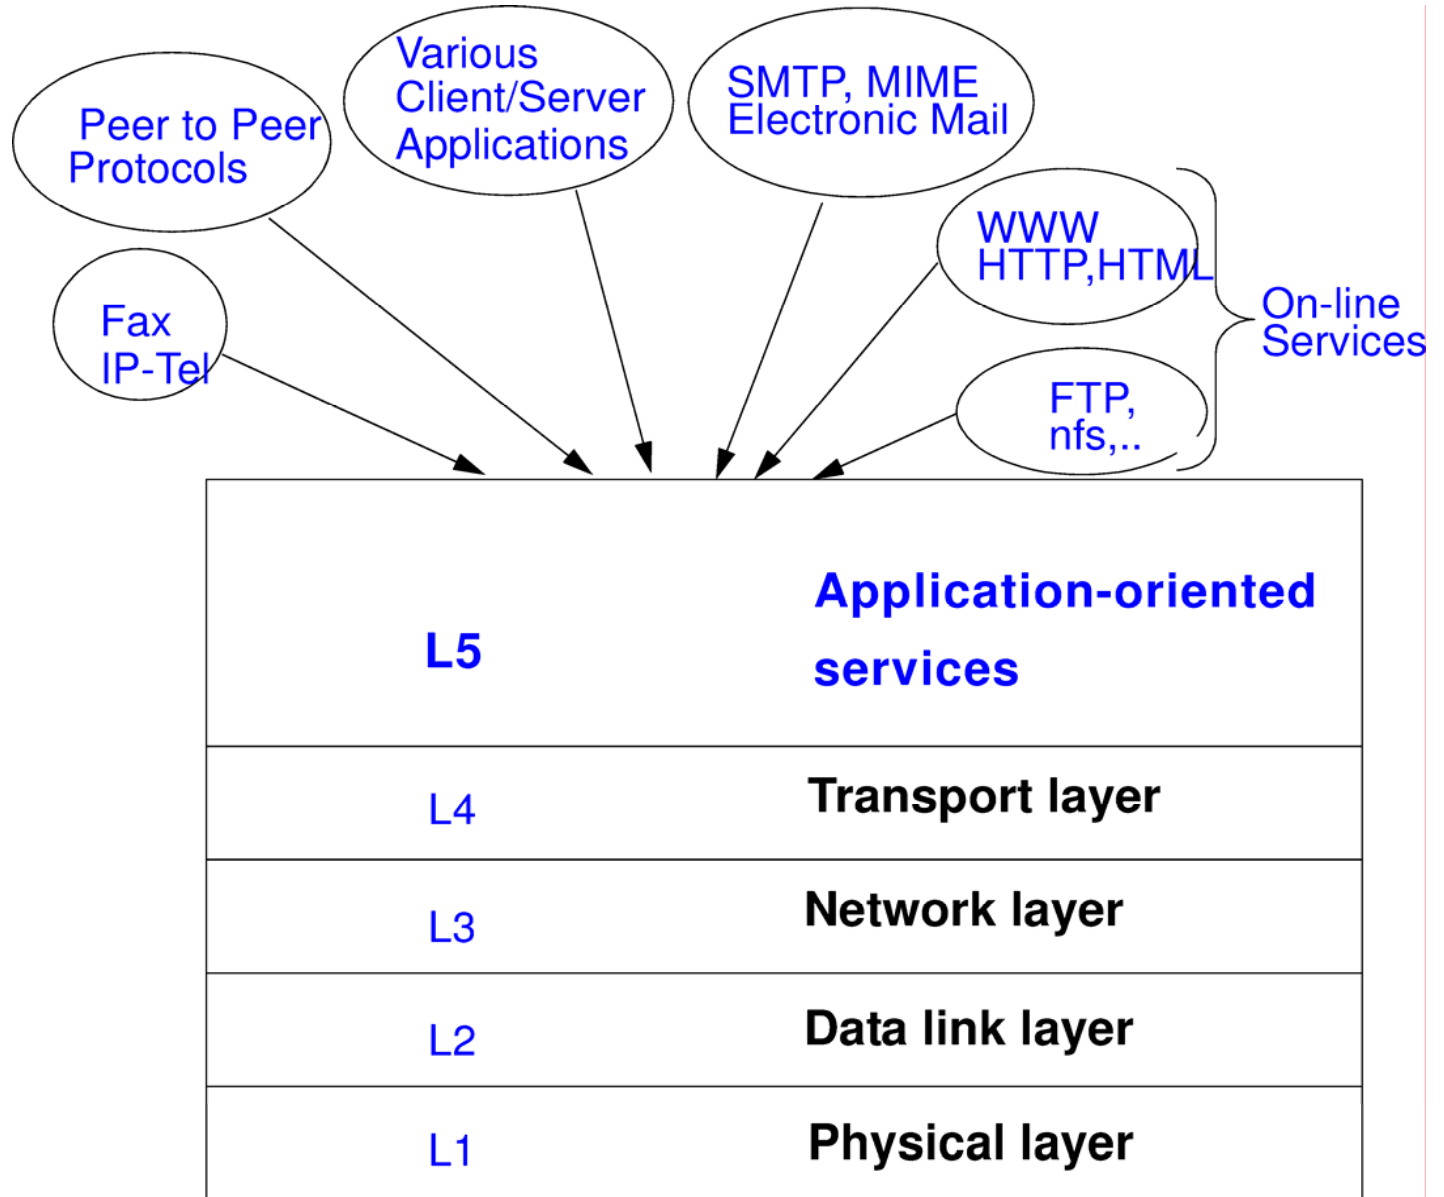 Various
Client/Server
Applications
SMTP, MIME
Electronic Mail
Peer to Peer
Protocols
WWW
HTTP,HTML
On-line
Services
Fax
IP-Tel
FTP,
nfs,..
L5
Application-oriented
services
L4 Transport layer
L3 Network layer
L2 Data link layer
L1 Physical layer